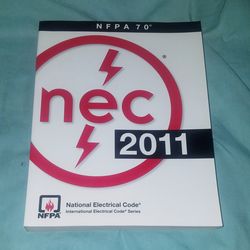 NFPA 70®
nec®
2011
National Electrical Code®
International Electrical Code® Series
NFPA®